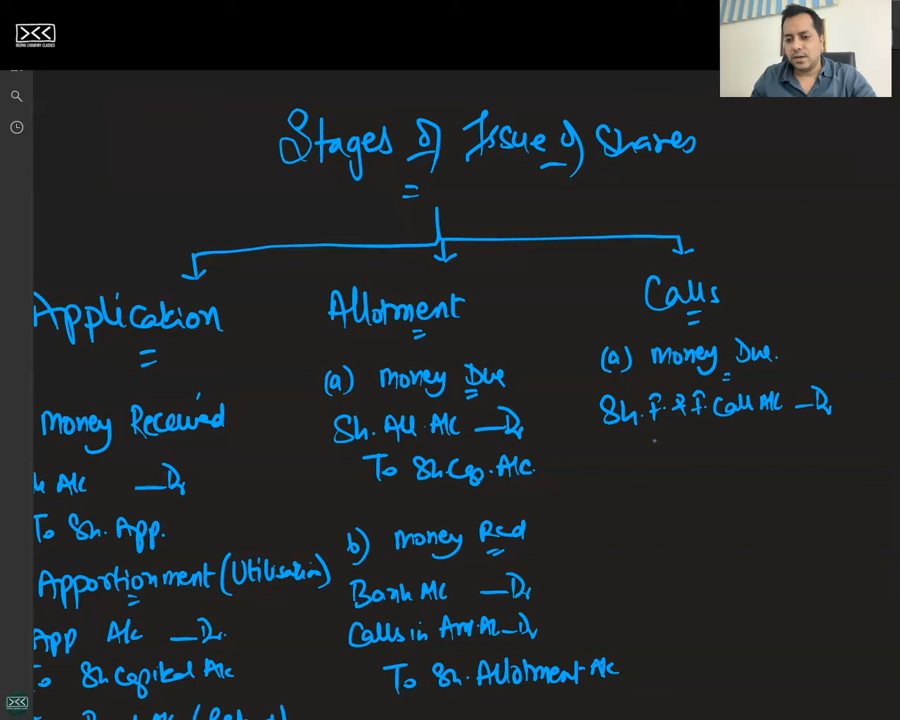 Stages of Issue of Shares
Application
Money Received
A/c —Dr
To Sh. App.
Apportionment (Utilisation)
App A/c —Dr.
To Sh Capital A/c
Allotment
(a) Money Due
Sh. All. A/c —Dr
To Sh Cap. A/c.
b) Money Recd
Bank A/c —Dr
Calls in Arr A/c —Dr
To Sh. Allotment A/c
Calls
(a) Money Due.
Sh. F. & F. Call A/c —Dr